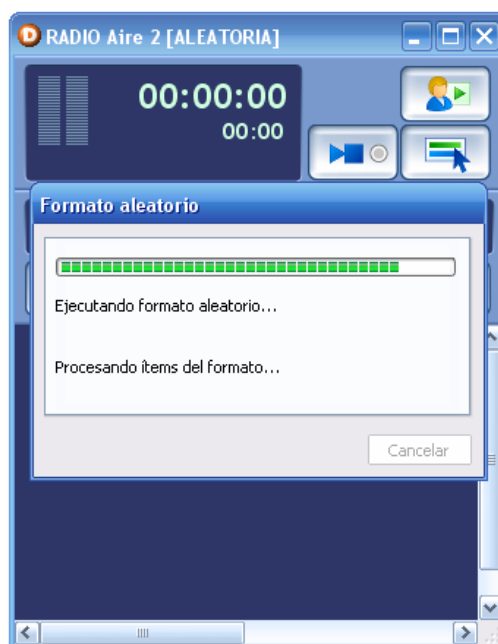 D RADIO Aire 2 [ALEATORIA]
00:00:00
00:00
Formato aleatorio
Ejecutando formato aleatorio...
Procesando ítems del formato...
Cancelar